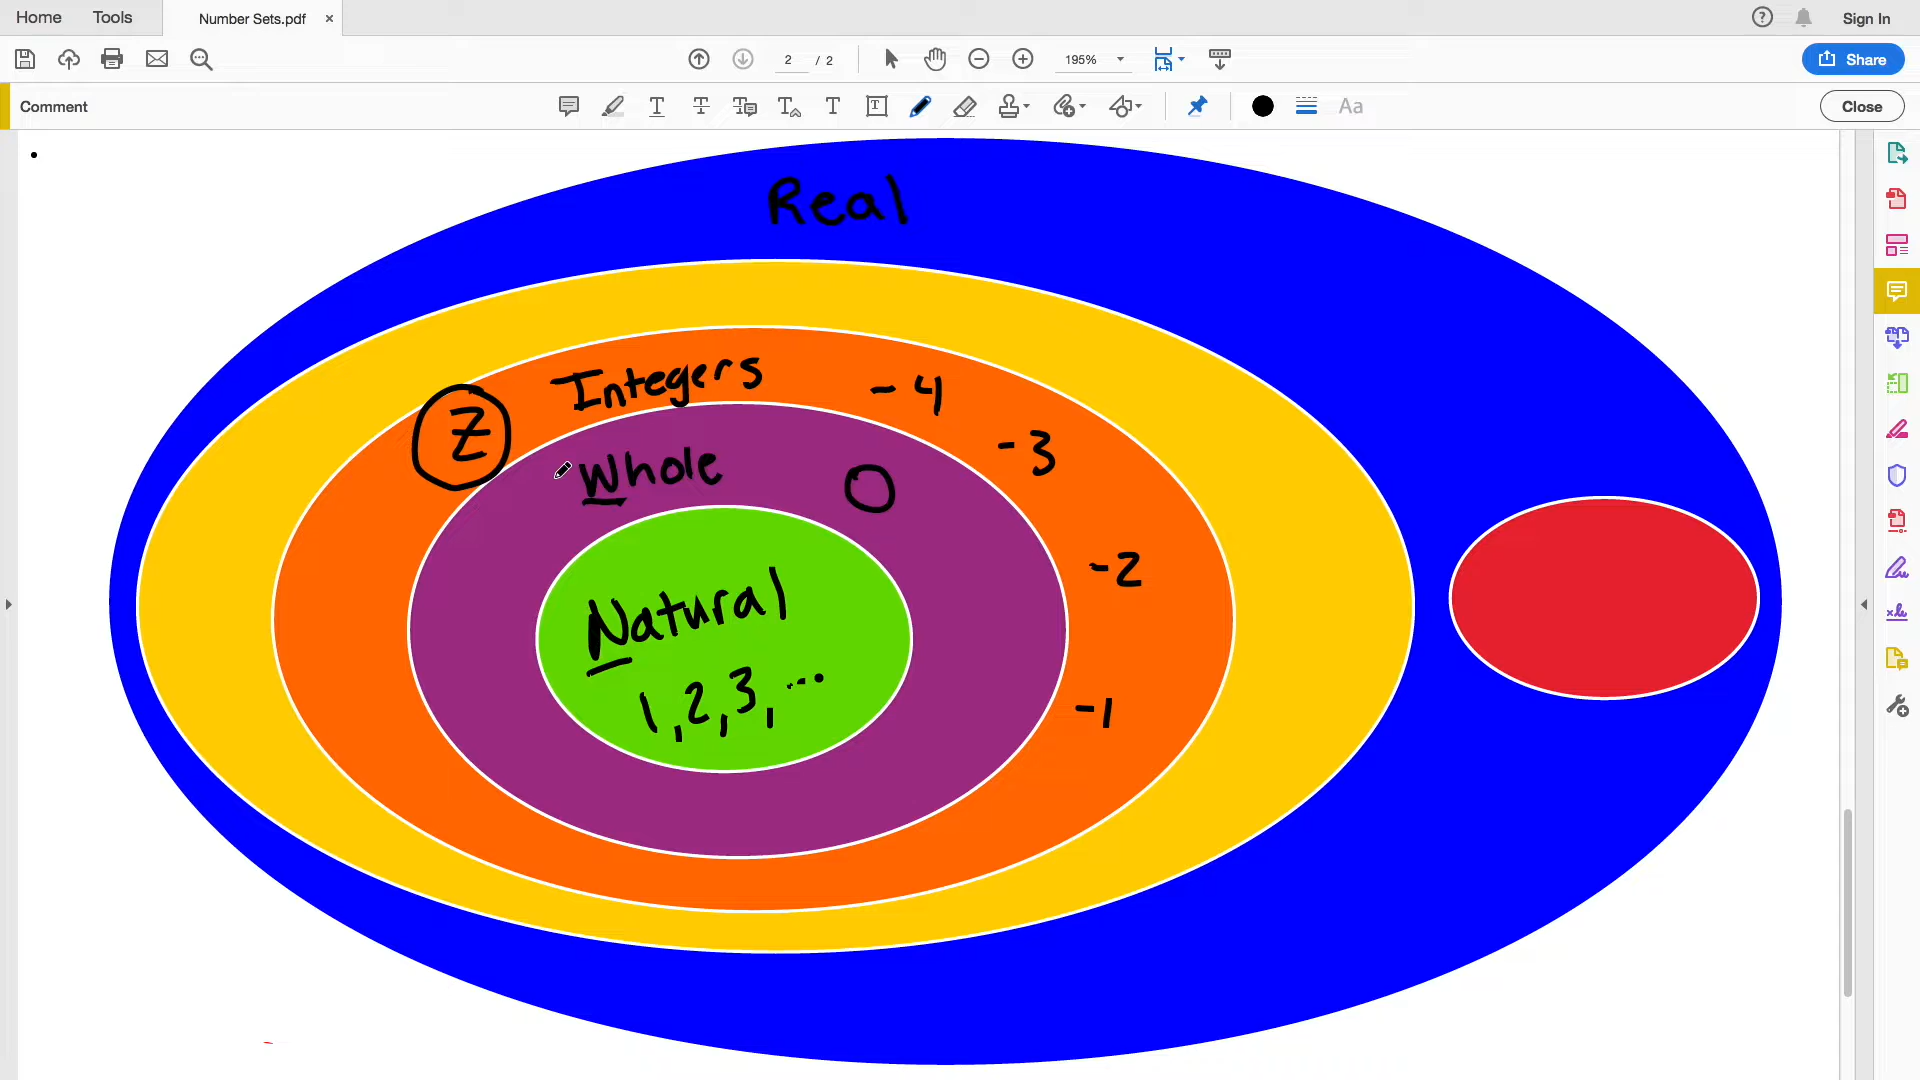 Home Tools Number Sets.pdf × Sign In
2 / 2 195% Share
Comment Aa Close
Real
Integers -4
Z -3
Whole 0
-2
Natural
1, 2, 3, ...
-1